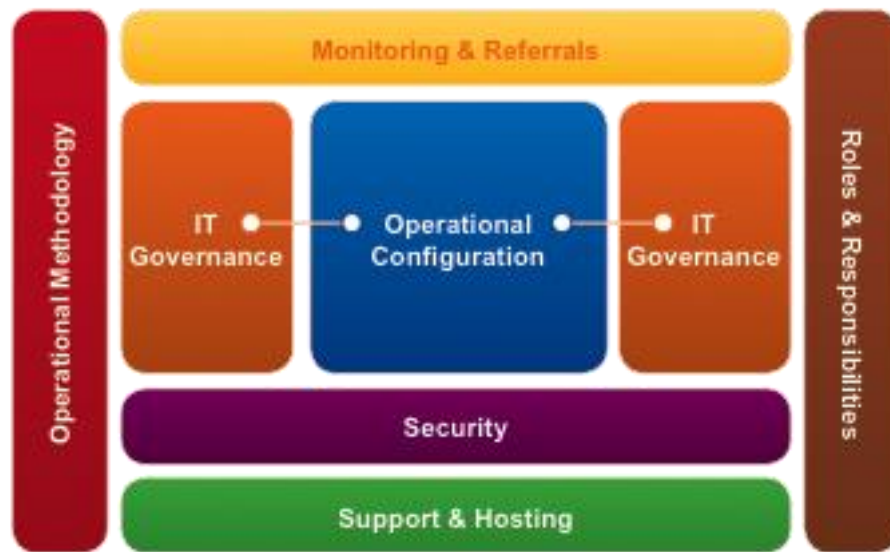 Operational Methodology
Monitoring & Referrals
IT
Governance
Operational
Configuration
IT
Governance
Security
Support & Hosting
Roles & Responsibilities